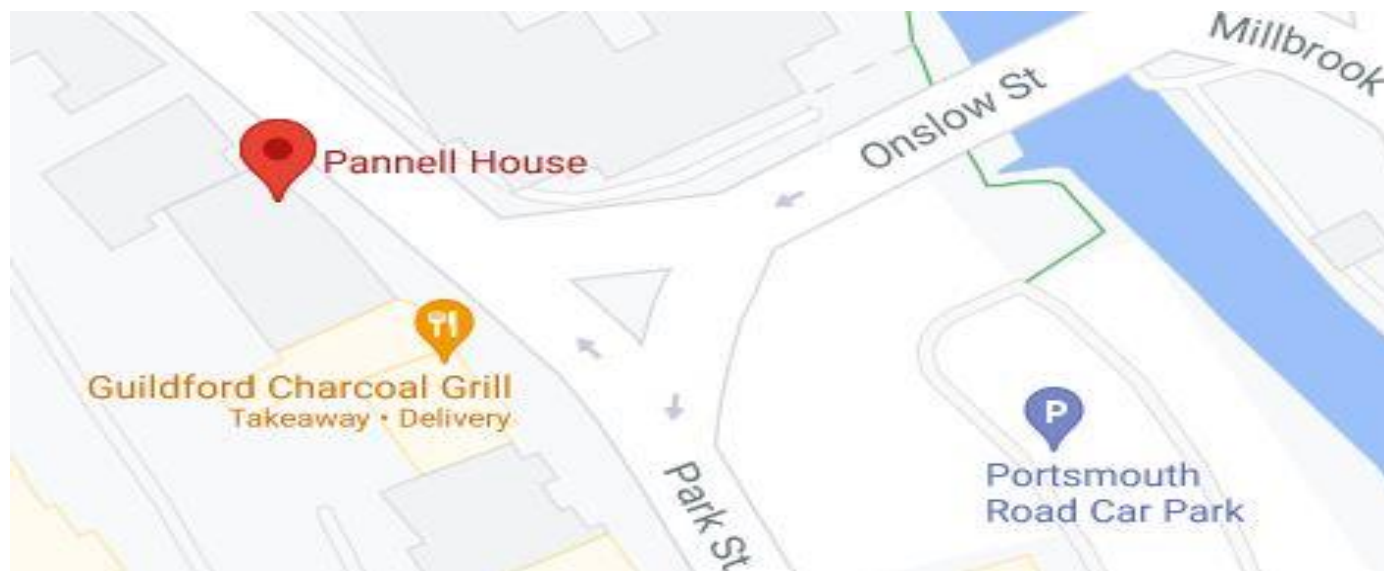 Millbrook
Onslow St
Pannell House
Guildford Charcoal Grill
Takeaway • Delivery
P
Portsmouth
Road Car Park
Park St